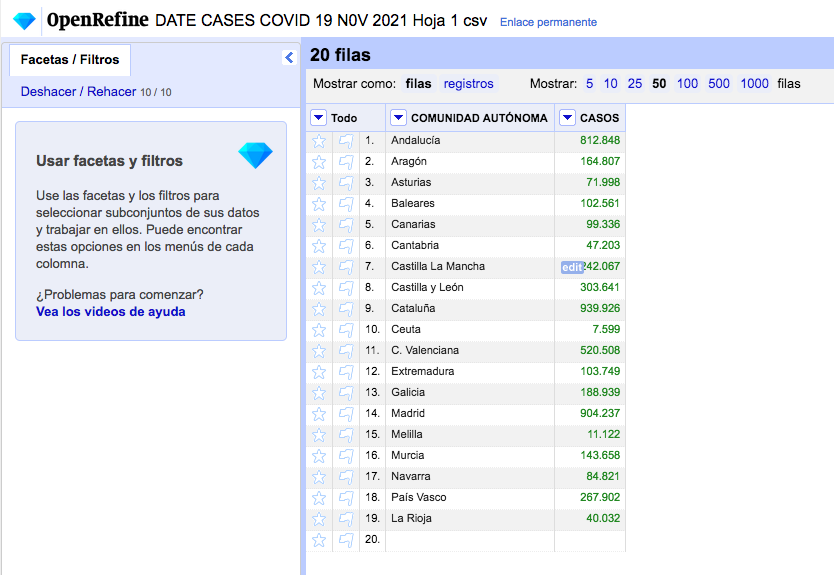 OpenRefine DATE CASES COVID 19 N0V 2021 Hoja 1 csv Enlace permanente
Facetas / Filtros
Deshacer / Rehacer 10 / 10
Usar facetas y filtros
Use las facetas y los filtros para
seleccionar subconjuntos de sus datos
y trabajar en ellos. Puede encontrar
estas opciones en los menús de cada
colomna.
¿Problemas para comenzar?
Vea los videos de ayuda
20 filas
Mostrar como: filas registros Mostrar: 5 10 25 50 100 500 1000 filas
Todo COMUNIDAD AUTÓNOMA CASOS
1. Andalucía 812.848
2. Aragón 164.807
3. Asturias 71.998
4. Baleares 102.561
5. Canarias 99.336
6. Cantabria 47.203
7. Castilla La Mancha edit 242.067
8. Castilla y León 303.641
9. Cataluña 939.926
10. Ceuta 7.599
11. C. Valenciana 520.508
12. Extremadura 103.749
13. Galicia 188.939
14. Madrid 904.237
15. Melilla 11.122
16. Murcia 143.658
17. Navarra 84.821
18. País Vasco 267.902
19. La Rioja 40.032
20.